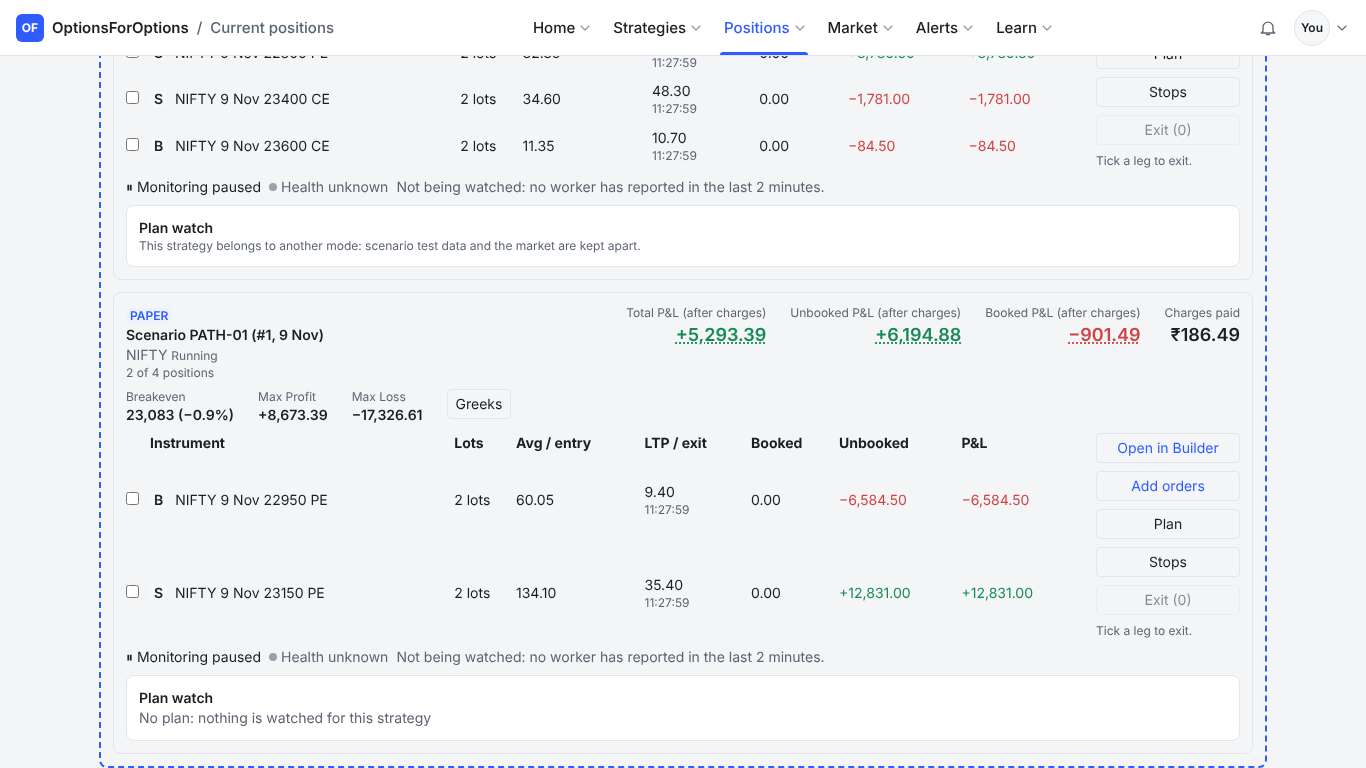 OF OptionsForOptions / Current positions Home Strategies Positions Market Alerts Learn You
11:27:59
S NIFTY 9 Nov 23400 CE 2 lots 34.60 48.30 0.00 −1,781.00 −1,781.00 Stops
11:27:59
Exit (0)
B NIFTY 9 Nov 23600 CE 2 lots 11.35 10.70 0.00 −84.50 −84.50
11:27:59
Tick a leg to exit.
Monitoring paused Health unknown Not being watched: no worker has reported in the last 2 minutes.
Plan watch
This strategy belongs to another mode: scenario test data and the market are kept apart.
PAPER
Scenario PATH-01 (#1, 9 Nov)
NIFTY Running
2 of 4 positions
Total P&L (after charges) Unbooked P&L (after charges) Booked P&L (after charges) Charges paid
+5,293.39 +6,194.88 −901.49 ₹186.49
Breakeven Max Profit Max Loss
23,083 (−0.9%) +8,673.39 −17,326.61 Greeks
Instrument Lots Avg / entry LTP / exit Booked Unbooked P&L
Open in Builder
Add orders
B NIFTY 9 Nov 22950 PE 2 lots 60.05 9.40 0.00 −6,584.50 −6,584.50
11:27:59
Plan
Stops
S NIFTY 9 Nov 23150 PE 2 lots 134.10 35.40 0.00 +12,831.00 +12,831.00
11:27:59
Exit (0)
Tick a leg to exit.
Monitoring paused Health unknown Not being watched: no worker has reported in the last 2 minutes.
Plan watch
No plan: nothing is watched for this strategy